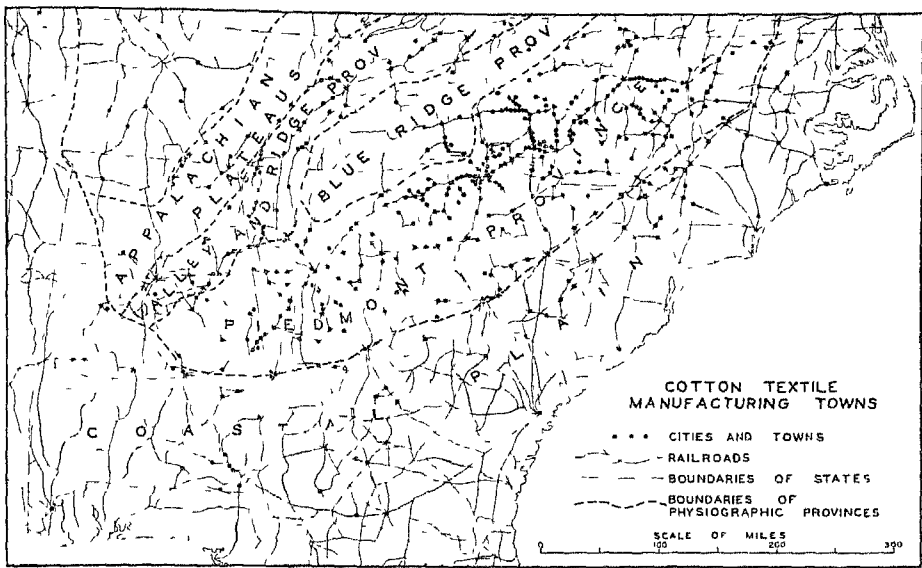 APPALACHIAN
PLATEAUS
VALLEY AND RIDGE PROV
BLUE RIDGE PROV
PIEDMONT PROVINCE
COASTAL PLAIN
COTTON TEXTILE
MANUFACTURING TOWNS
CITIES AND TOWNS
RAILROADS
BOUNDARIES OF STATES
BOUNDARIES OF
PHYSIOGRAPHIC PROVINCES
SCALE OF MILES
0 100 200 300